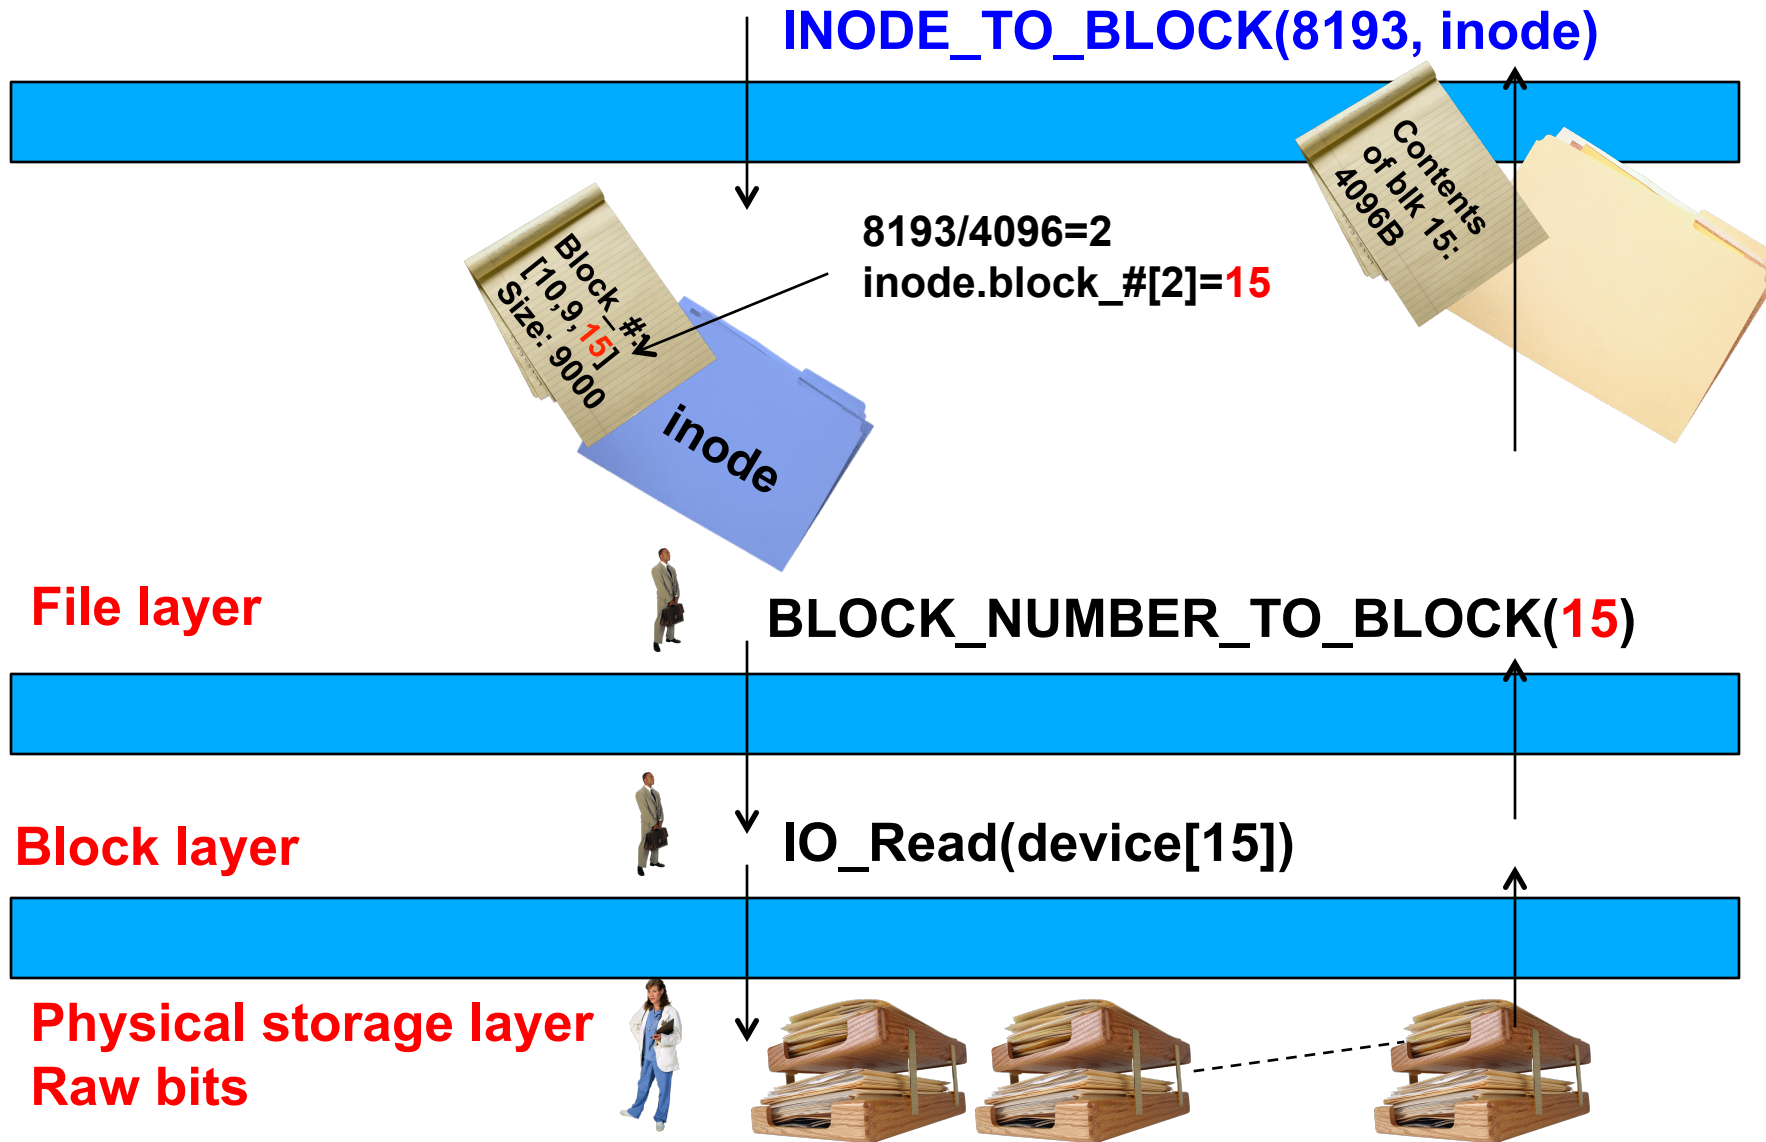 INODE_TO_BLOCK(8193, inode)
Contents
of blk 15:
4096B
8193/4096=2
inode.block_#[2]=15
Block_#:
[10,9,15]
Size: 9000
inode
File layer
BLOCK_NUMBER_TO_BLOCK(15)
Block layer
IO_Read(device[15])
Physical storage layer
Raw bits